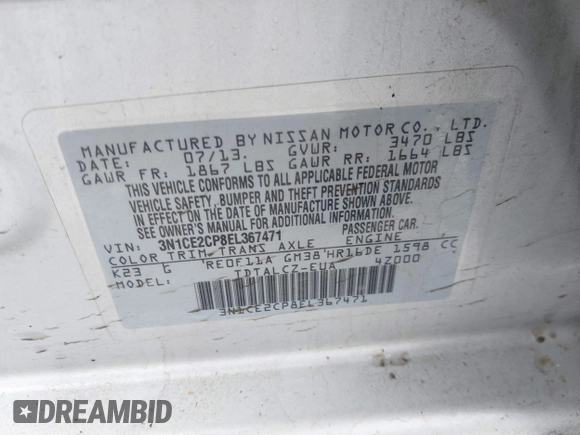 MANUFACTURED BY NISSAN MOTOR CO., LTD.
DATE: 07/13. GVWR: 3470 LBS
GAWR FR: 1867 LBS GAWR RR: 1664 LBS
THIS VEHICLE CONFORMS TO ALL APPLICABLE FEDERAL MOTOR
VEHICLE SAFETY, BUMPER AND THEFT PREVENTION STANDARDS
IN EFFECT ON THE DATE OF MANUFACTURE SHOWN ABOVE.
SEE OWNER'S MANUAL FOR ADDITIONAL INFORMATION.
VIN: 3N1CE2CP8EL367471 PASSENGER CAR
COLOR TRIM TRANS AXLE ENGINE
K23 G RE0F11A GM38 HR16DE 1598 CC
MODEL: TDTALCZ-EUA 4Z000
3N1CE2CP8EL367471
DREAMBID